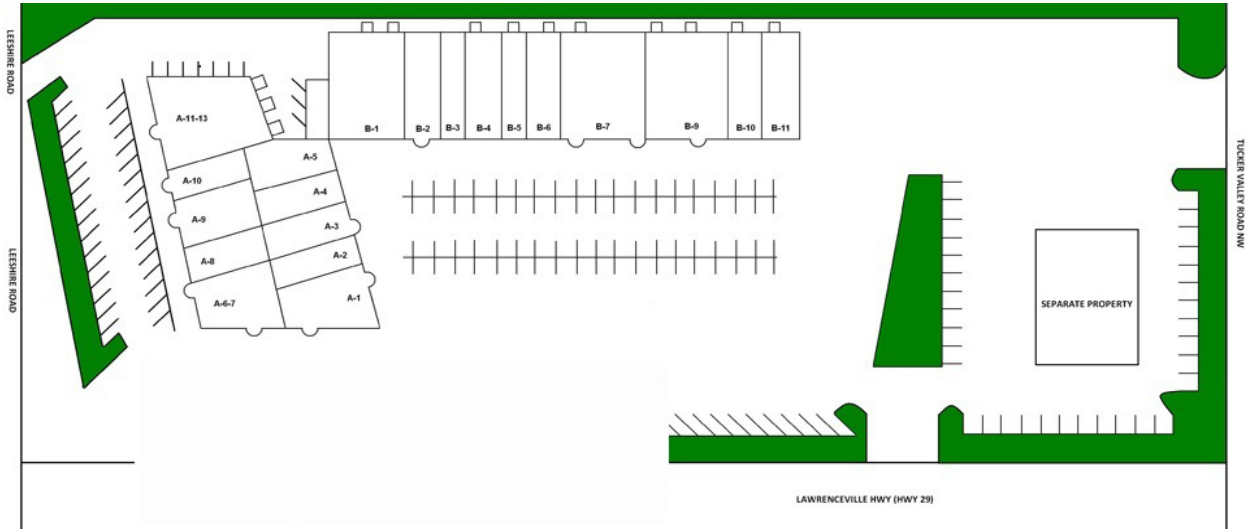 LEESHIRE ROAD
LEESHIRE ROAD
A-11-13
A-10
A-9
A-8
A-6-7
A-5
A-4
A-3
A-2
A-1
B-1
B-2
B-3
B-4
B-5
B-6
B-7
B-9
B-10
B-11
SEPARATE PROPERTY
TUCKER VALLEY ROAD NW
LAWRENCEVILLE HWY (HWY 29)